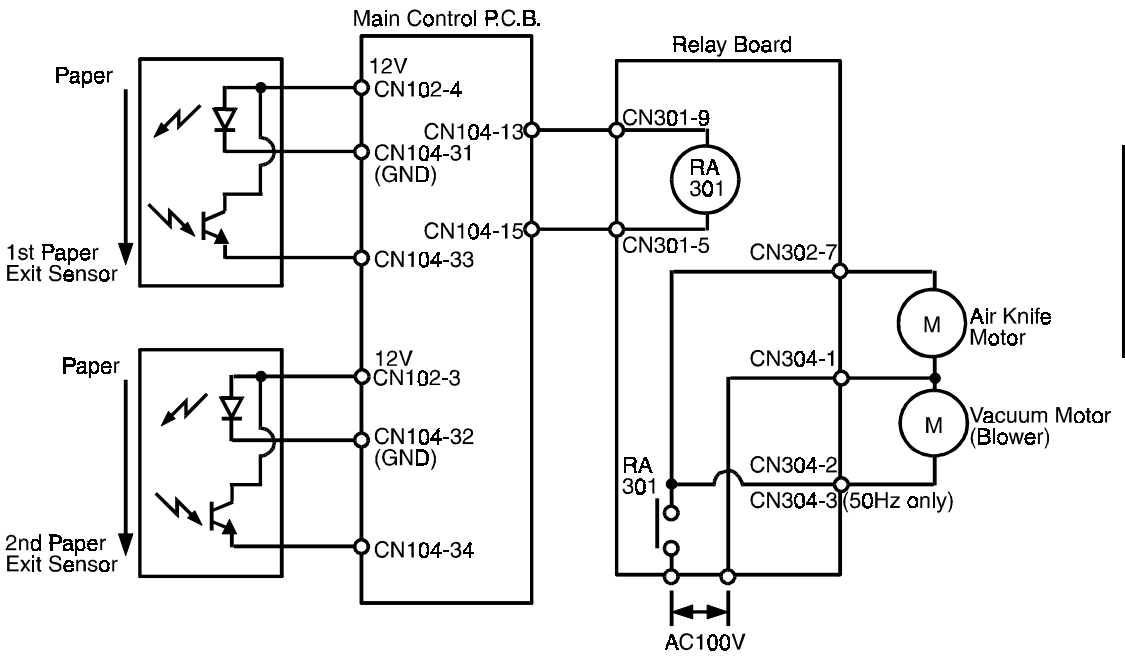 Main Control P.C.B.
Relay Board
Paper
12V
CN102-4
CN104-13
CN301-9
CN104-31
(GND)
RA
301
CN104-15
CN301-5
1st Paper
Exit Sensor
CN104-33
CN302-7
M
Air Knife
Motor
Paper
12V
CN102-3
CN304-1
M
Vacuum Motor
(Blower)
CN104-32
(GND)
RA
301
CN304-2
CN304-3 (50Hz only)
2nd Paper
Exit Sensor
CN104-34
AC100V